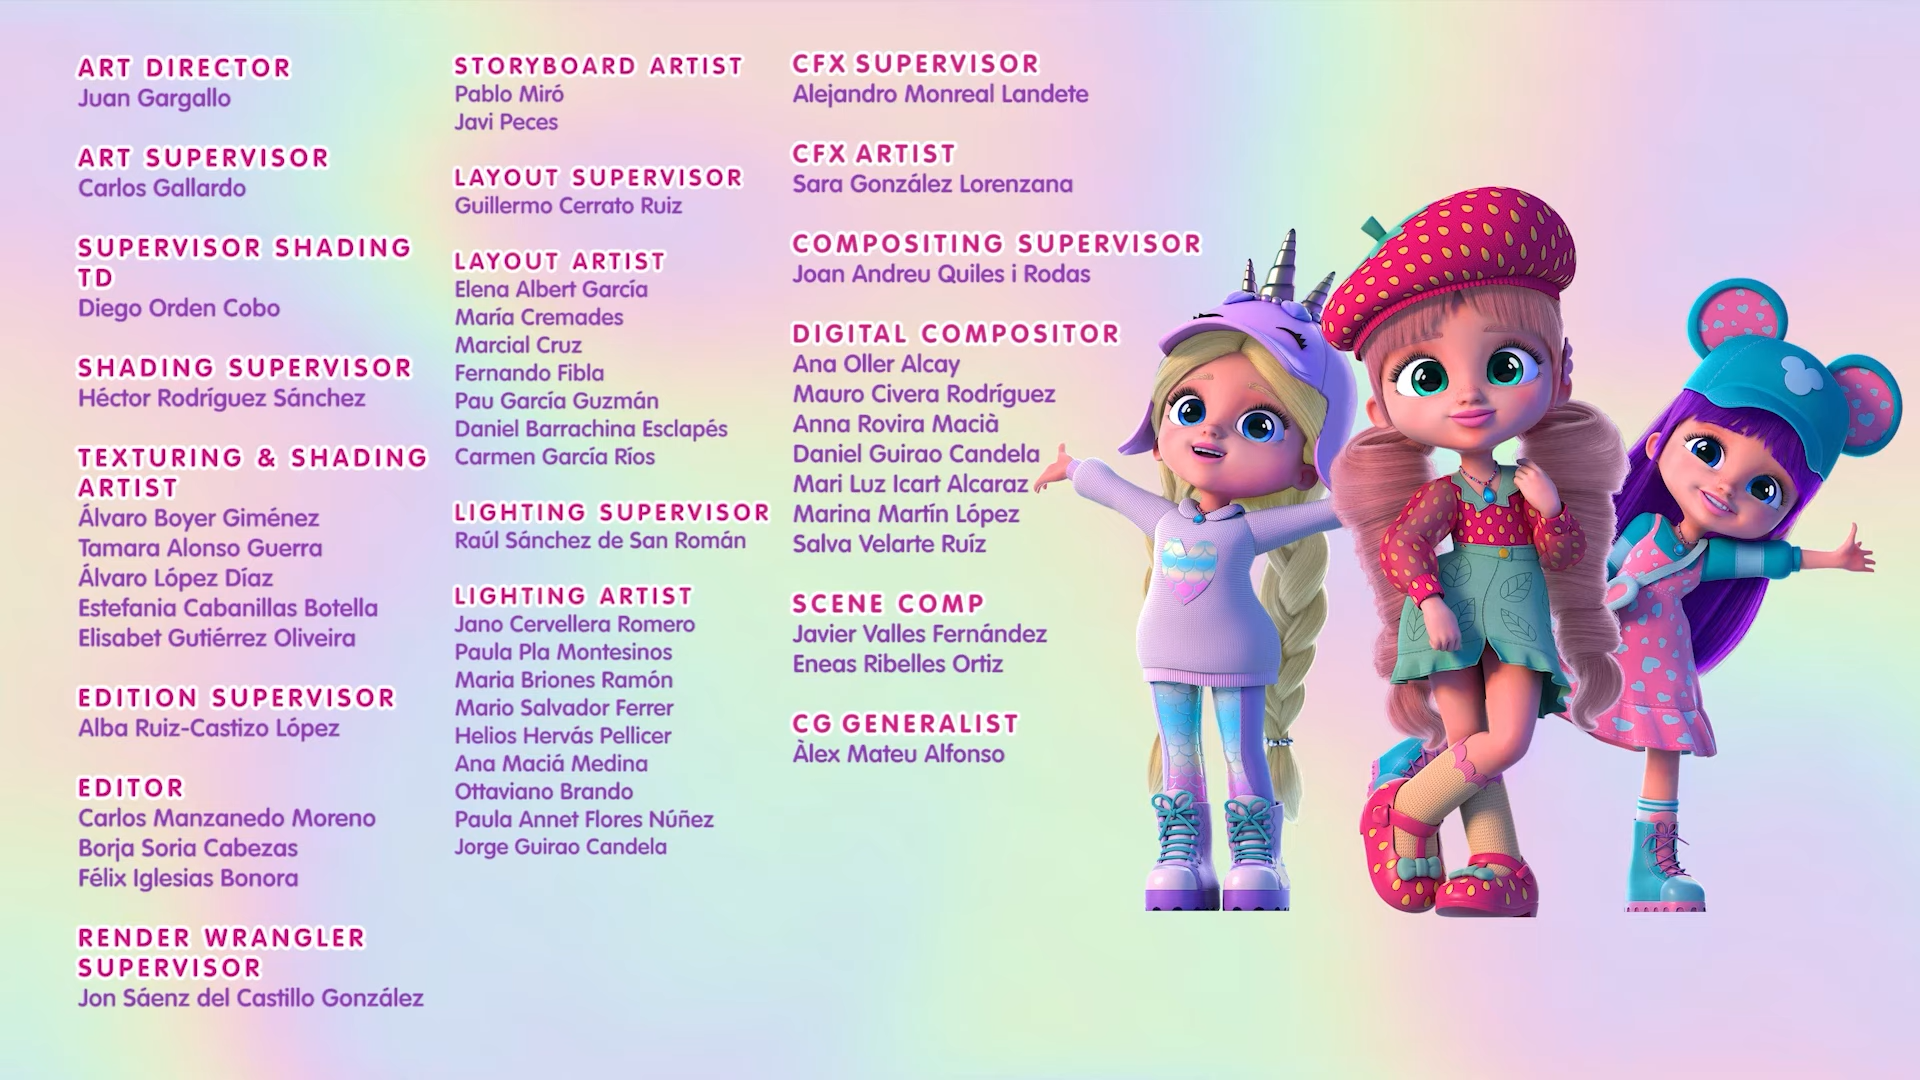 ART DIRECTOR
Juan Gargallo
ART SUPERVISOR
Carlos Gallardo
SUPERVISOR SHADING
TD
Diego Orden Cobo
SHADING SUPERVISOR
Héctor Rodríguez Sánchez
TEXTURING & SHADING
ARTIST
Álvaro Boyer Giménez
Tamara Alonso Guerra
Álvaro López Díaz
Estefania Cabanillas Botella
Elisabet Gutiérrez Oliveira
EDITION SUPERVISOR
Alba Ruiz-Castizo López
EDITOR
Carlos Manzanedo Moreno
Borja Soria Cabezas
Félix Iglesias Bonora
RENDER WRANGLER
SUPERVISOR
Jon Sáenz del Castillo González
STORYBOARD ARTIST
Pablo Miró
Javi Peces
LAYOUT SUPERVISOR
Guillermo Cerrato Ruiz
LAYOUT ARTIST
Elena Albert García
María Cremades
Marcial Cruz
Fernando Fibla
Pau García Guzmán
Daniel Barrachina Esclapés
Carmen García Ríos
LIGHTING SUPERVISOR
Raúl Sánchez de San Román
LIGHTING ARTIST
Jano Cervellera Romero
Paula Pla Montesinos
Maria Briones Ramón
Mario Salvador Ferrer
Helios Hervás Pellicer
Ana Maciá Medina
Ottaviano Brando
Paula Annet Flores Núñez
Jorge Guirao Candela
CFX SUPERVISOR
Alejandro Monreal Landete
CFX ARTIST
Sara González Lorenzana
COMPOSITING SUPERVISOR
Joan Andreu Quiles i Rodas
DIGITAL COMPOSITOR
Ana Oller Alcay
Mauro Civera Rodríguez
Anna Rovira Macià
Daniel Guirao Candela
Mari Luz Icart Alcaraz
Marina Martín López
Salva Velarte Ruíz
SCENE COMP
Javier Valles Fernández
Eneas Ribelles Ortiz
CG GENERALIST
Àlex Mateu Alfonso